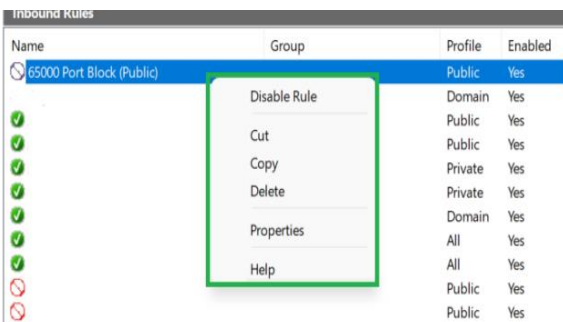 Inbound Rules
Name Group Profile Enabled
65000 Port Block (Public) Public Yes
Disable Rule Domain Yes
Public Yes
Cut Public Yes
Copy Private Yes
Delete Private Yes
Domain Yes
Properties All Yes
Help All Yes
Public Yes
Public Yes